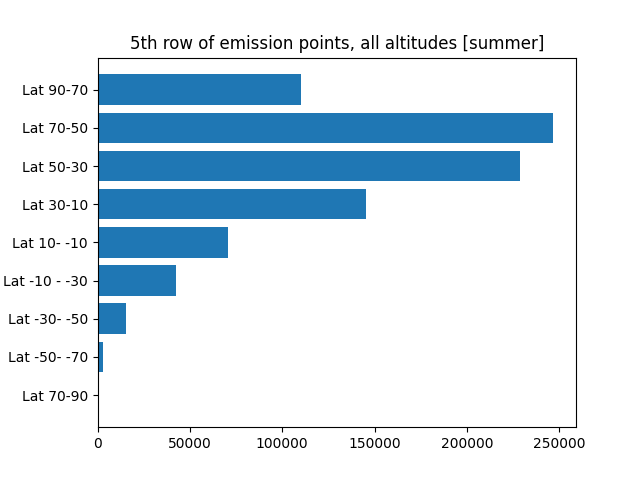 5th row of emission points, all altitudes [summer]
Lat 90-70
Lat 70-50
Lat 50-30
Lat 30-10
Lat 10- -10
Lat -10 - -30
Lat -30- -50
Lat -50- -70
Lat 70-90
0 50000 100000 150000 200000 250000